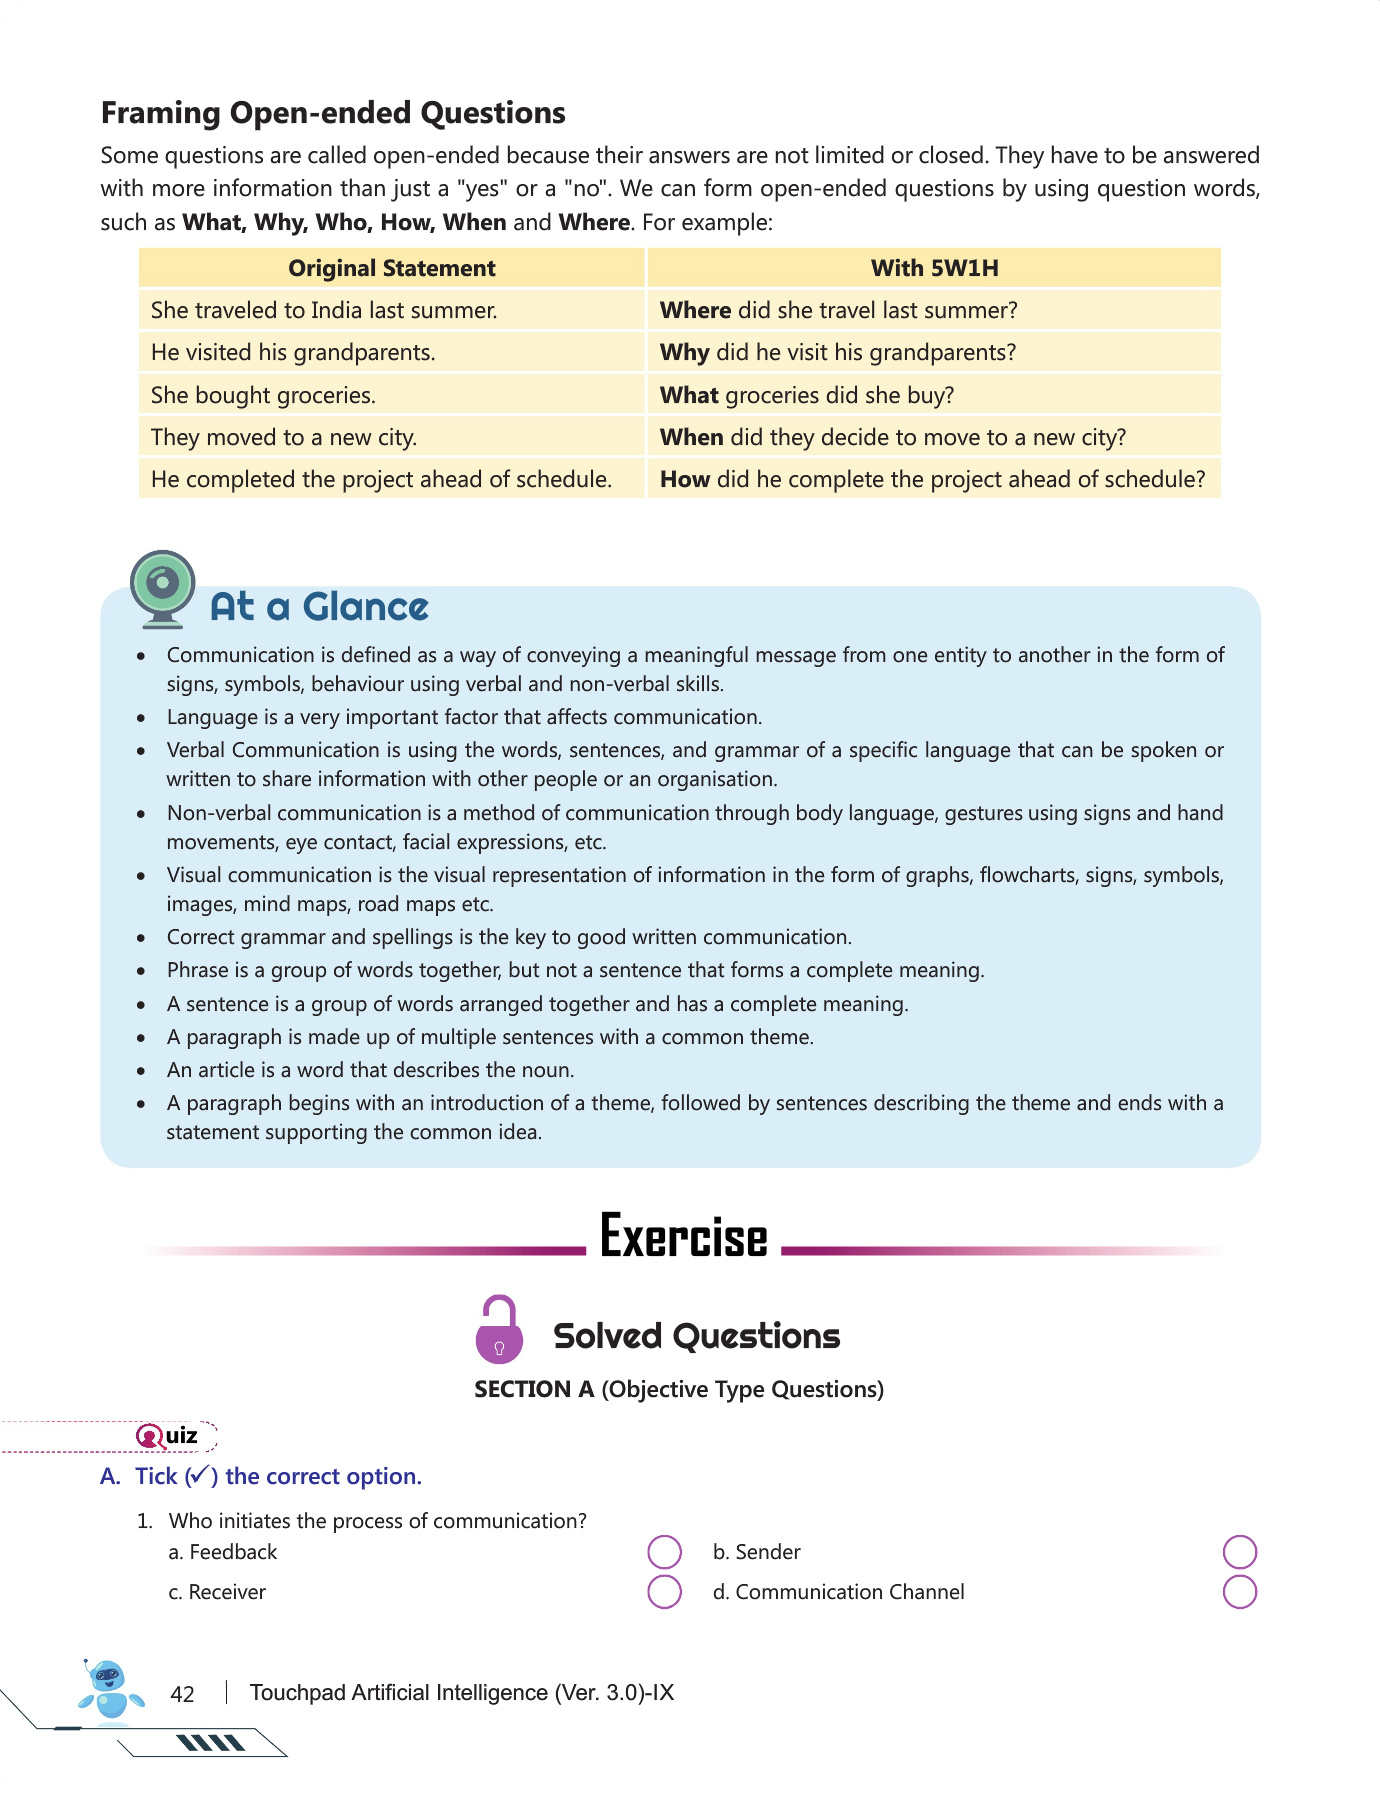 Framing Open-ended Questions
Some questions are called open-ended because their answers are not limited or closed. They have to be answered
with more information than just a "yes" or a "no". We can form open-ended questions by using question words,
such as What, Why, Who, How, When and Where. For example:
Original Statement With 5W1H
She traveled to India last summer. Where did she travel last summer?
He visited his grandparents. Why did he visit his grandparents?
She bought groceries. What groceries did she buy?
They moved to a new city. When did they decide to move to a new city?
He completed the project ahead of schedule. How did he complete the project ahead of schedule?
At a Glance
• Communication is defined as a way of conveying a meaningful message from one entity to another in the form of
signs, symbols, behaviour using verbal and non-verbal skills.
• Language is a very important factor that affects communication.
• Verbal Communication is using the words, sentences, and grammar of a specific language that can be spoken or
written to share information with other people or an organisation.
• Non-verbal communication is a method of communication through body language, gestures using signs and hand
movements, eye contact, facial expressions, etc.
• Visual communication is the visual representation of information in the form of graphs, flowcharts, signs, symbols,
images, mind maps, road maps etc.
• Correct grammar and spellings is the key to good written communication.
• Phrase is a group of words together, but not a sentence that forms a complete meaning.
• A sentence is a group of words arranged together and has a complete meaning.
• A paragraph is made up of multiple sentences with a common theme.
• An article is a word that describes the noun.
• A paragraph begins with an introduction of a theme, followed by sentences describing the theme and ends with a
statement supporting the common idea.
Exercise
Solved Questions
SECTION A (Objective Type Questions)
Quiz
A. Tick (✓) the correct option.
1. Who initiates the process of communication?
a. Feedback b. Sender
c. Receiver d. Communication Channel
42 | Touchpad Artificial Intelligence (Ver. 3.0)-IX